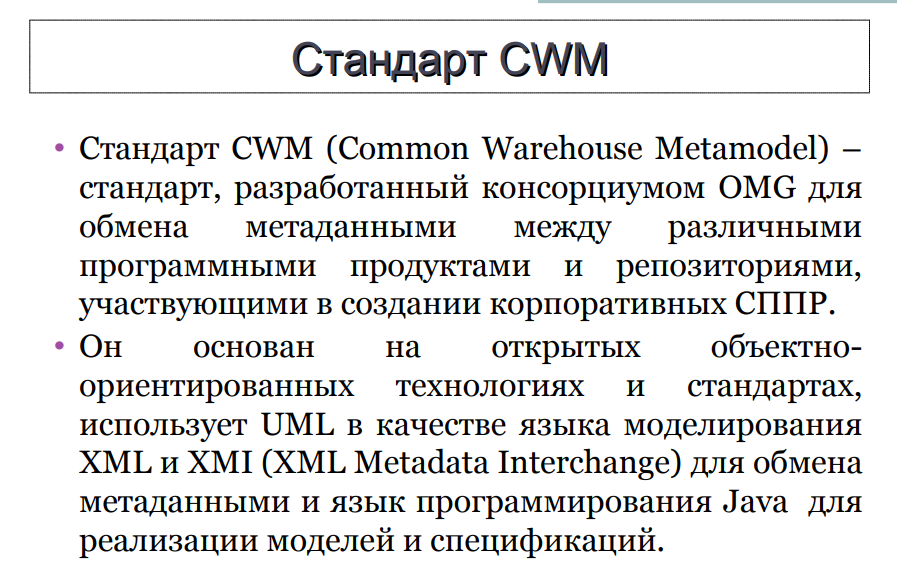 Стандарт CWM
• Стандарт CWM (Common Warehouse Metamodel) –
стандарт, разработанный консорциумом OMG для
обмена метаданными между различными
программными продуктами и репозиториями,
участвующими в создании корпоративных СППР.
• Он основан на открытых объектно-
ориентированных технологиях и стандартах,
использует UML в качестве языка моделирования
XML и XMI (XML Metadata Interchange) для обмена
метаданными и язык программирования Java для
реализации моделей и спецификаций.